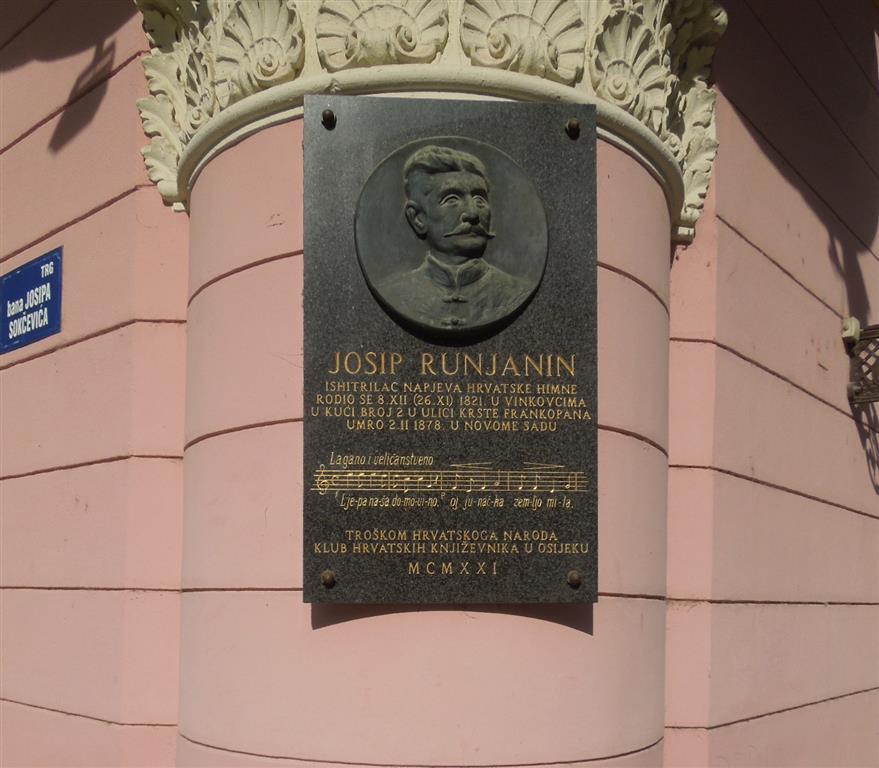 TRG
bana JOSIPA
SOKČEVIĆA
JOSIP RUNJANIN
ISHITRILAC NAPJEVA HRVATSKE HIMNE
RODIO SE 8.XII (26.XI) 1821. U VINKOVCIMA
U KUĆI BROJ 2 U ULICI KRSTE FRANKOPANA
UMRO 2.II 1878. U NOVOME SADU
Lagano i veličanstveno
Lje-pa na-ša do-mo-vi-no. oj ju-nač-ka zem-ljo mi-la.
TROŠKOM HRVATSKOGA NARODA
KLUB HRVATSKIH KNJIŽEVNIKA U OSIJEKU
MCMXXI